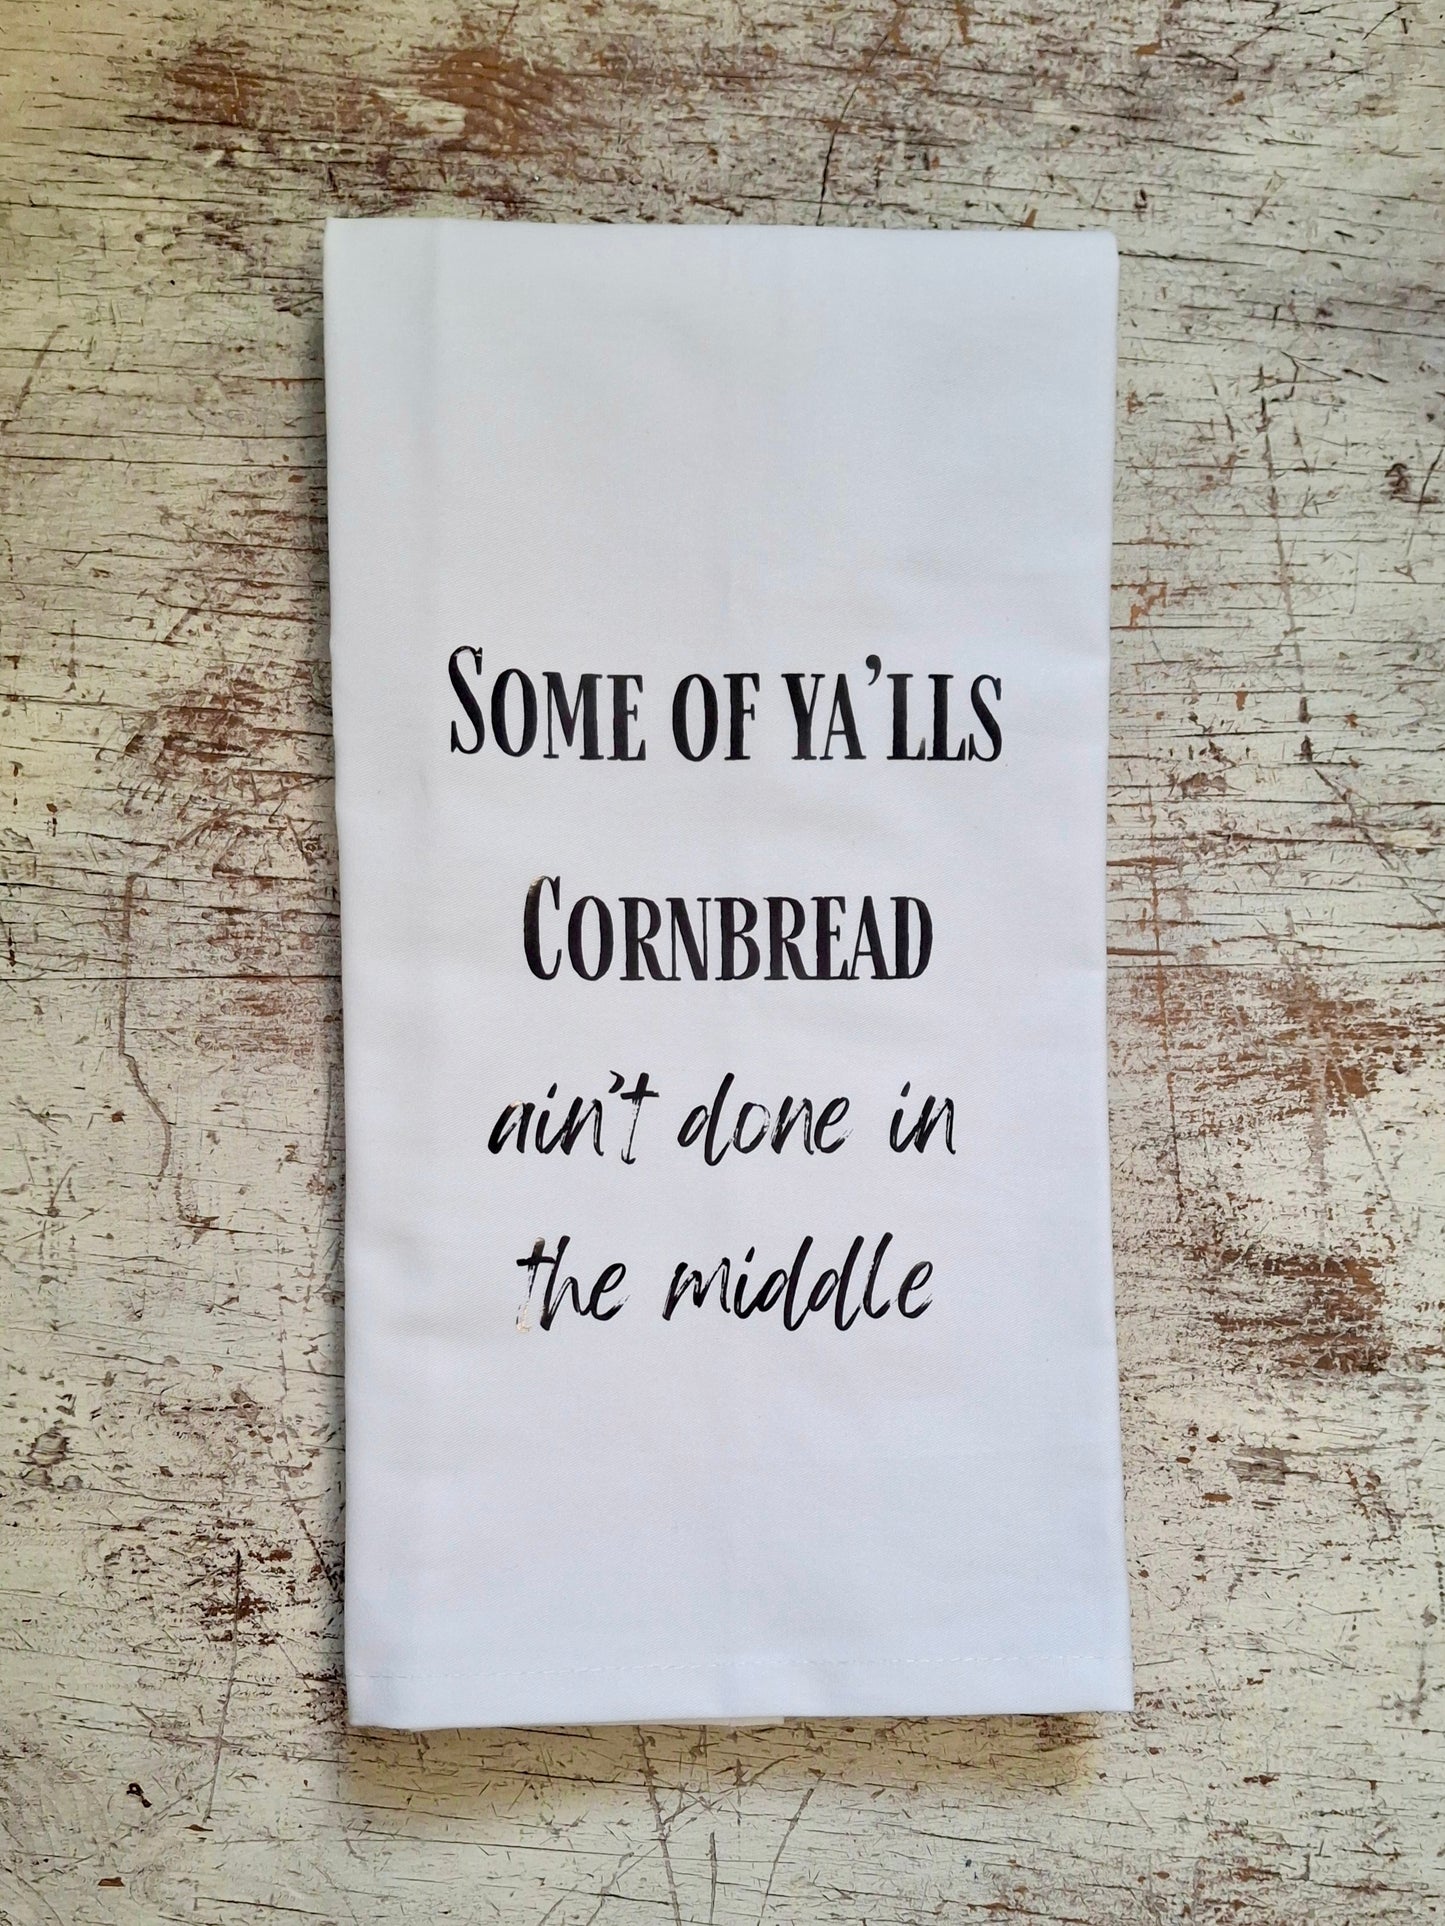 Some of ya'lls
Cornbread
ain't done in
the middle